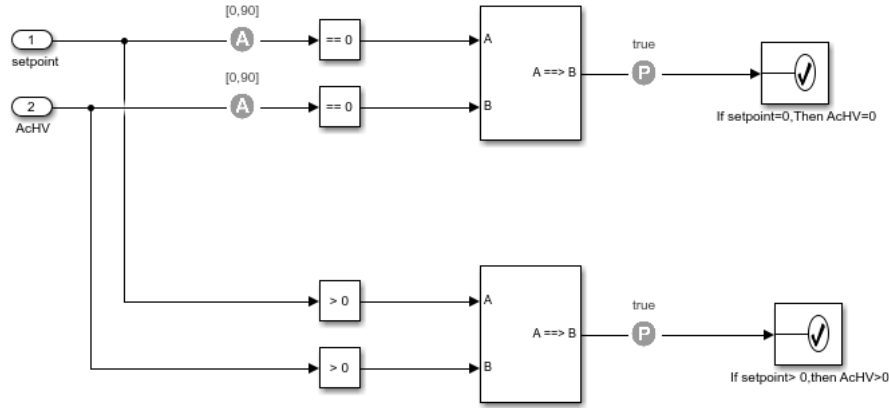 [0,90]
1
A
== 0
A
true
setpoint
A ==> B
P
[0,90]
2
A
== 0
B
AcHV
If setpoint=0,Then AcHV=0
> 0
A
true
A ==> B
P
> 0
B
If setpoint> 0,then AcHV>0